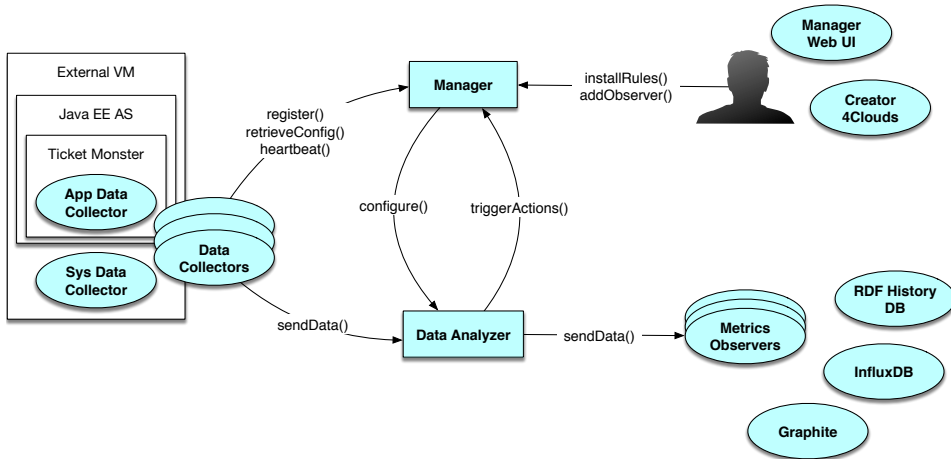 External VM
Java EE AS
Ticket Monster
App Data
Collector
Sys Data
Collector
Data
Collectors
register()
retrieveConfig()
heartbeat()
sendData()
Manager
configure()
triggerActions()
Data Analyzer
installRules()
addObserver()
Manager
Web UI
Creator
4Clouds
sendData()
Metrics
Observers
RDF History
DB
InfluxDB
Graphite